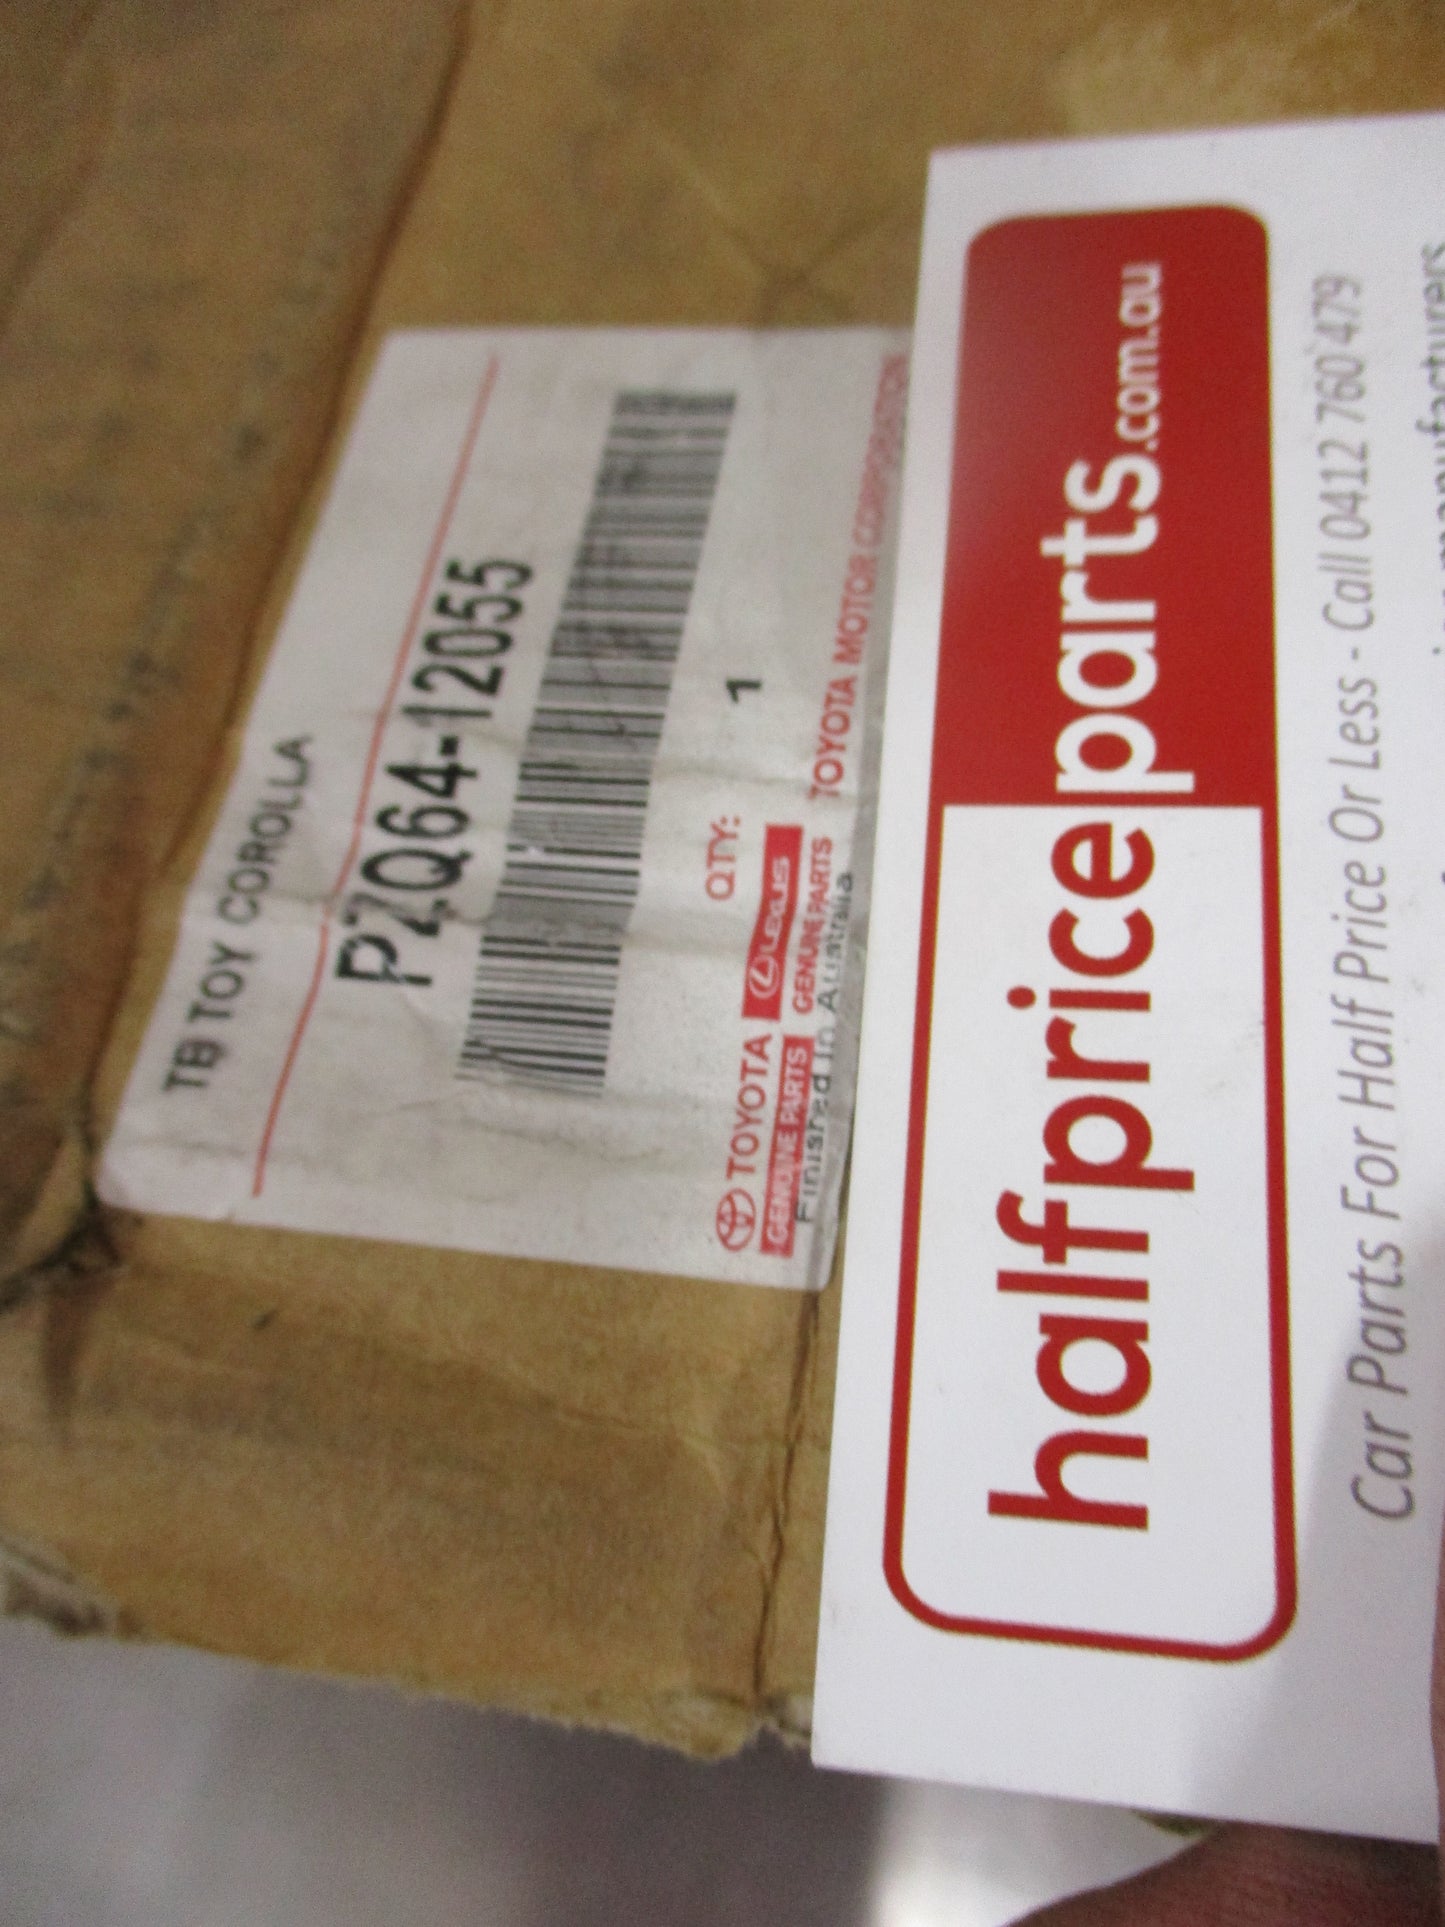 TB TOY COROLLA
PZQ64-12055
QTY: 1
TOYOTA LEXUS
GENUINE PARTS GENUINE PARTS TOYOTA MOTOR CORPORATION
Finished In Australia
halfpriceparts.com.au
Car Parts For Half Price Or Less - Call 0412 760 479
manufacturers